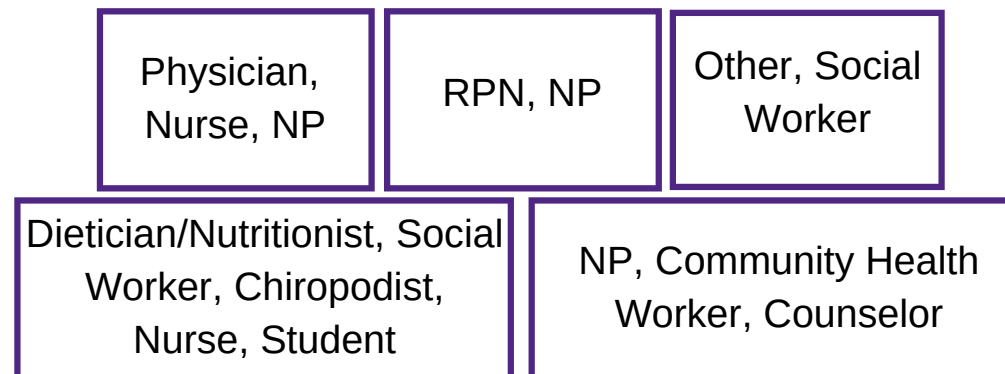 Physician,
Nurse, NP
RPN, NP
Other, Social
Worker
Dietician/Nutritionist, Social
Worker, Chiropodist,
Nurse, Student
NP, Community Health
Worker, Counselor